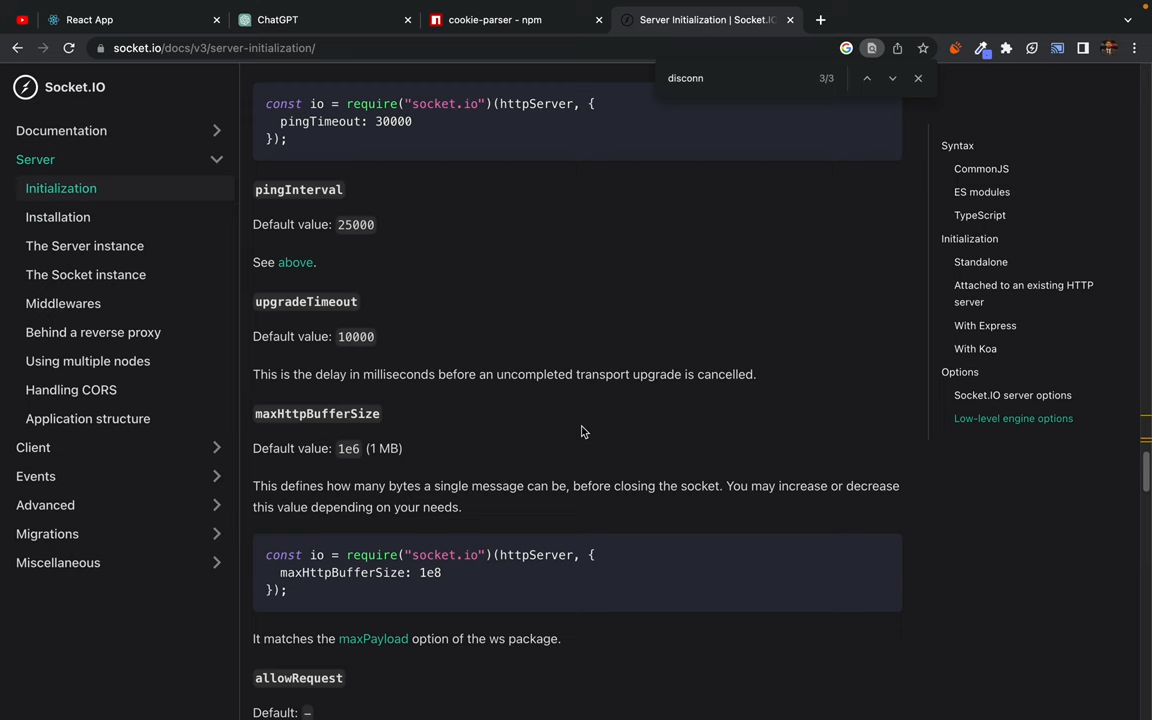 React App
ChatGPT
cookie-parser - npm
Server Initialization | Socket.IO
socket.io/docs/v3/server-initialization/
disconn
3/3
Socket.IO
Documentation
Server
Initialization
Installation
The Server instance
The Socket instance
Middlewares
Behind a reverse proxy
Using multiple nodes
Handling CORS
Application structure
Client
Events
Advanced
Migrations
Miscellaneous
const io = require("socket.io")(httpServer, {
pingTimeout: 30000
});
pingInterval
Default value: 25000
See above.
upgradeTimeout
Default value: 10000
This is the delay in milliseconds before an uncompleted transport upgrade is cancelled.
maxHttpBufferSize
Default value: 1e6 (1 MB)
This defines how many bytes a single message can be, before closing the socket. You may increase or decrease
this value depending on your needs.
const io = require("socket.io")(httpServer, {
maxHttpBufferSize: 1e8
});
It matches the maxPayload option of the ws package.
allowRequest
Default: –
Syntax
CommonJS
ES modules
TypeScript
Initialization
Standalone
Attached to an existing HTTP
server
With Express
With Koa
Options
Socket.IO server options
Low-level engine options